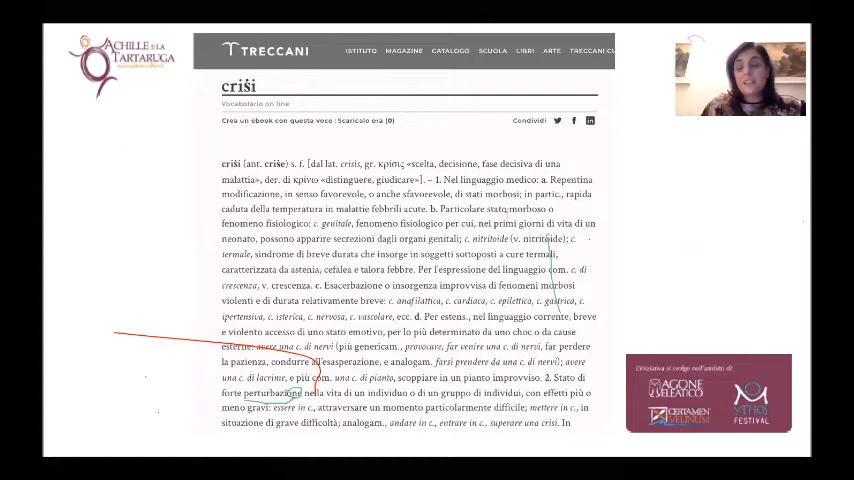 ACHILLE E LA
TARTARUGA
TRECCANI
ISTITUTO MAGAZINE CATALOGO SCUOLA LIBRI ARTE TRECCANI CU
criṡi
Vocabolario on line
Crea un ebook con questa voce | Scaricalo ora (0)
Condividi
criṡi (ant. criṡe) s. f. [dal lat. crisis, gr. κρίσις «scelta, decisione, fase decisiva di una
malattia», der. di κρίνω «distinguere, giudicare»]. – 1. Nel linguaggio medico: a. Repentina
modificazione, in senso favorevole, o anche sfavorevole, di stati morbosi; in partic., rapida
caduta della temperatura in malattie febbrili acute. b. Particolare stato morboso o
fenomeno fisiologico: c. genitale, fenomeno fisiologico per cui, nei primi giorni di vita di un
neonato, possono apparire secrezioni dagli organi genitali; c. nitritoide (v. nitritoide); c.
termale, sindrome di breve durata che insorge in soggetti sottoposti a cure termali,
caratterizzata da astenia, cefalea e talora febbre. Per l'espressione del linguaggio com. c. di
crescenza, v. crescenza. c. Esacerbazione o insorgenza improvvisa di fenomeni morbosi
violenti e di durata relativamente breve: c. anafilattica, c. cardiaca, c. epilettica, c. gastrica, c.
ipertensiva, c. isterica, c. nervosa, c. vascolare, ecc. d. Per estens., nel linguaggio corrente, breve
e violento accesso di uno stato emotivo, per lo più determinato da uno choc o da cause
esterne: avere una c. di nervi (più genericam., provocare, far venire una c. di nervi, far perdere
la pazienza, condurre all'esasperazione, e analogam. farsi prendere da una c. di nervi); avere
una c. di lacrime, e più com. una c. di pianto, scoppiare in un pianto improvviso. 2. Stato di
forte perturbazione nella vita di un individuo o di un gruppo di individui, con effetti più o
meno gravi: essere in c., attraversare un momento particolarmente difficile; mettere in c., in
situazione di grave difficoltà; analogam., andare in c., entrare in c., superare una crisi. In
L'iniziativa si svolge nell'ambito di:
AGONE
ELEATICO
CERTAMEN
VELINUM
MYTHOS
FESTIVAL